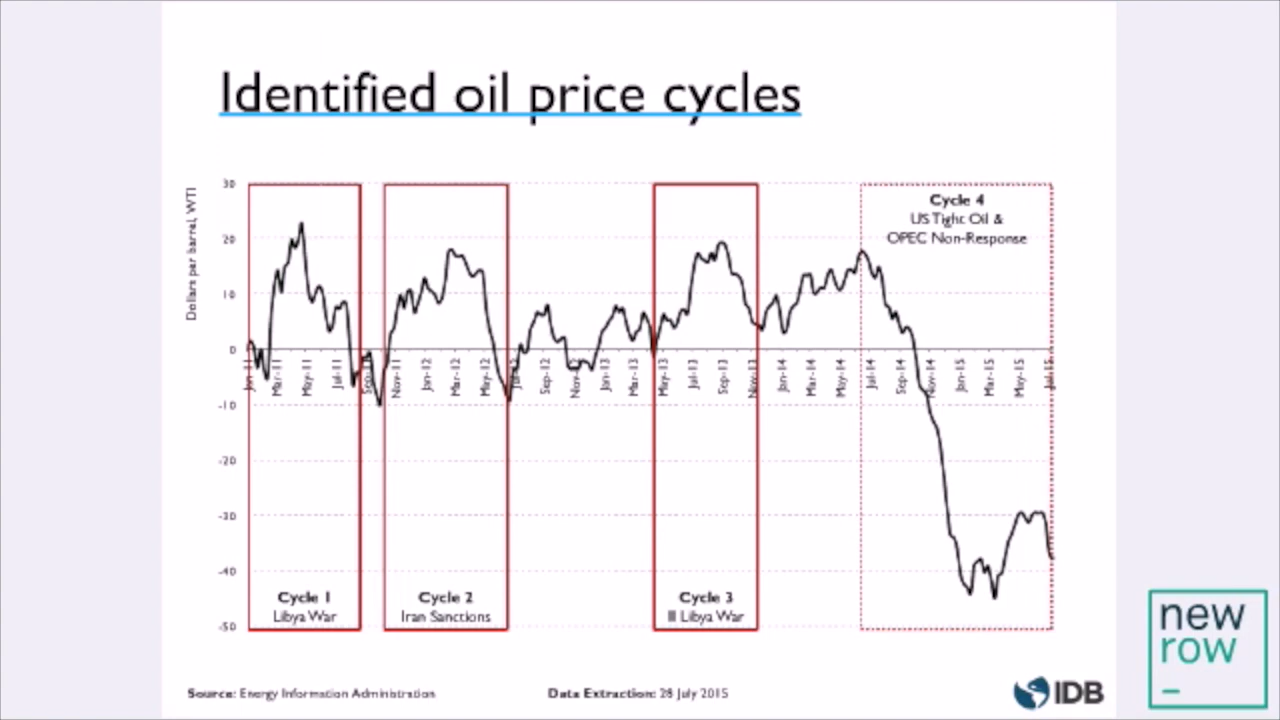 Identified oil price cycles
Dollars per barrel, WTI
30
20
10
0
-10
-20
-30
-40
-50
Mar-11
May-11
Jul-11
Nov-11
Jan-12
Mar-12
May-12
Sep-12
Jan-13
Mar-13
May-13
Jul-13
Sep-13
Nov-13
Jan-14
Mar-14
May-14
Jul-14
Sep-14
Nov-14
Jan-15
Mar-15
May-15
Cycle 1
Libya War
Cycle 2
Iran Sanctions
Cycle 3
II Libya War
Cycle 4
US Tight Oil &
OPEC Non-Response
Source: Energy Information Administration
Data Extraction: 28 July 2015
IDB
new
row